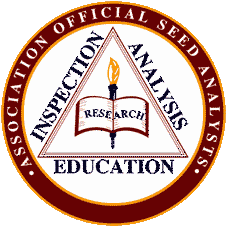 • ASSOCIATION OFFICIAL SEED ANALYSTS •
INSPECTION
ANALYSIS
RESEARCH
EDUCATION